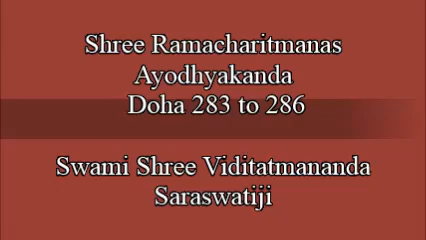 Shree Ramacharitmanas
Ayodhyakanda
Doha 283 to 286
Swami Shree Viditatmananda
Saraswatiji